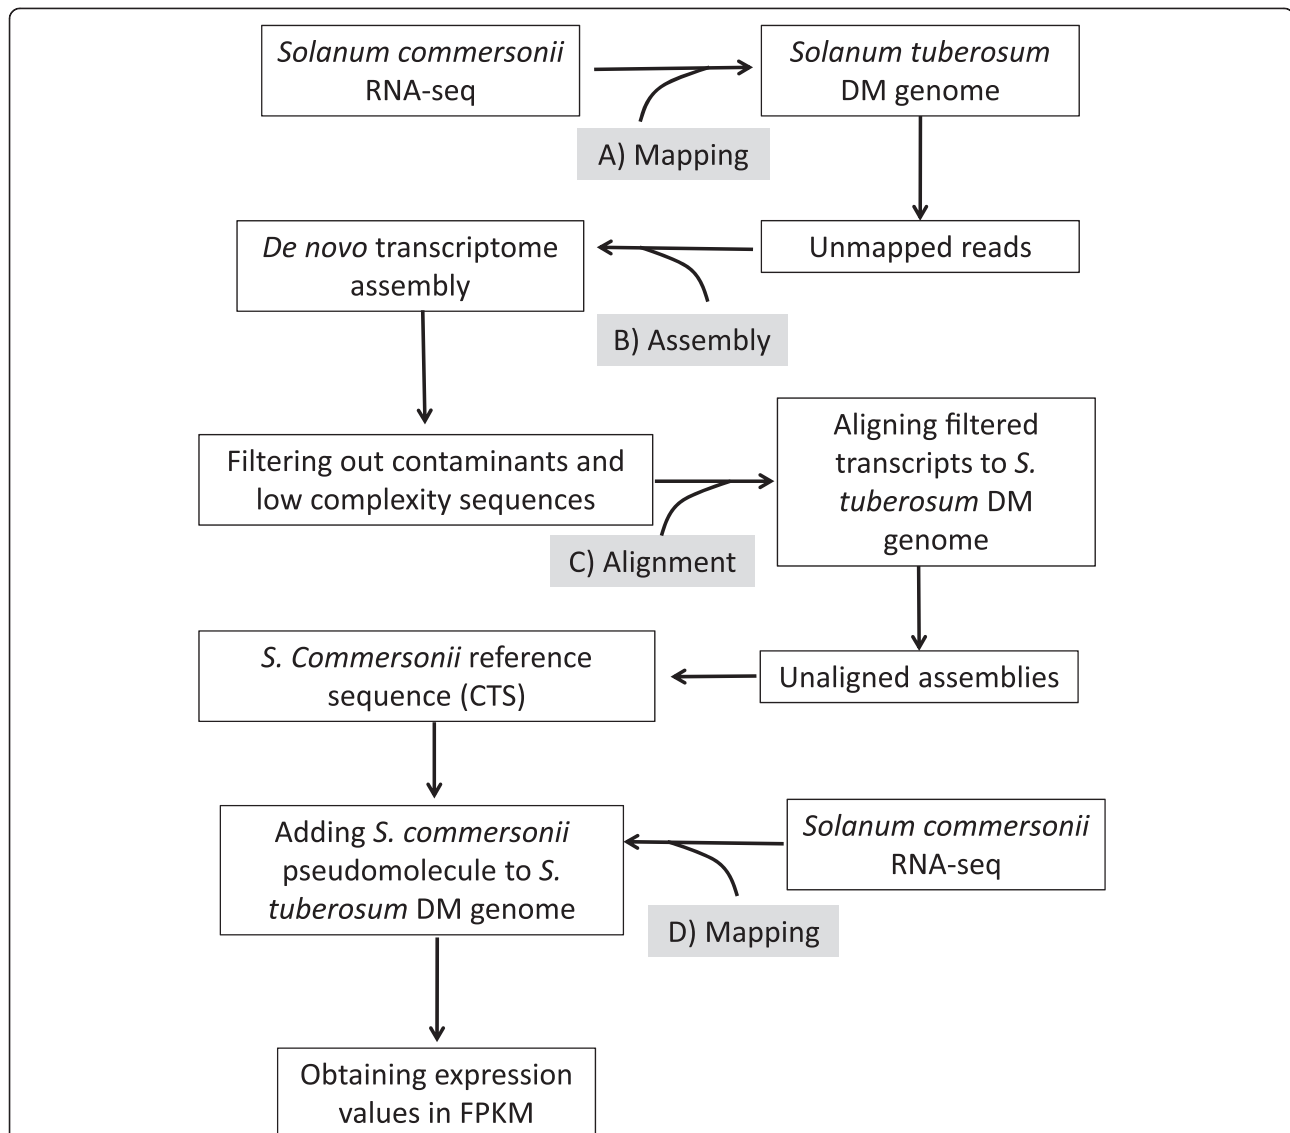 Solanum commersonii
RNA-seq
Solanum tuberosum
DM genome
A) Mapping
Unmapped reads
De novo transcriptome
assembly
B) Assembly
Filtering out contaminants and
low complexity sequences
Aligning filtered
transcripts to S.
tuberosum DM
genome
C) Alignment
Unaligned assemblies
S. Commersonii reference
sequence (CTS)
Adding S. commersonii
pseudomolecule to S.
tuberosum DM genome
Solanum commersonii
RNA-seq
D) Mapping
Obtaining expression
values in FPKM